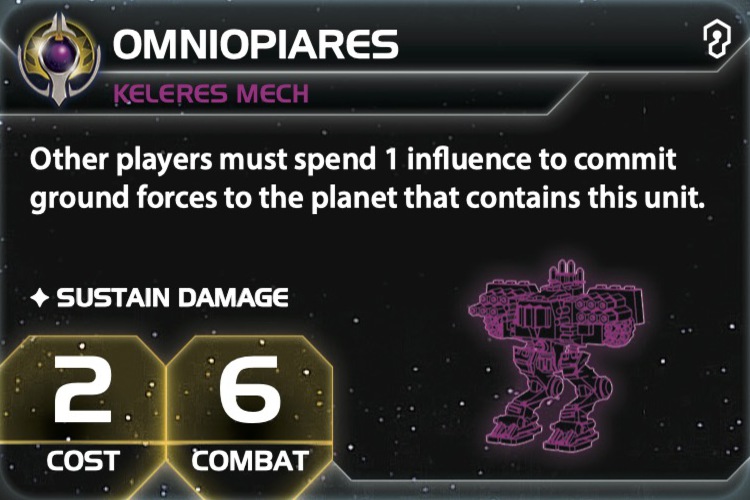 OMNIOPIARES
KELERES MECH
Other players must spend 1 influence to commit
ground forces to the planet that contains this unit.
SUSTAIN DAMAGE
2
COST
6
COMBAT